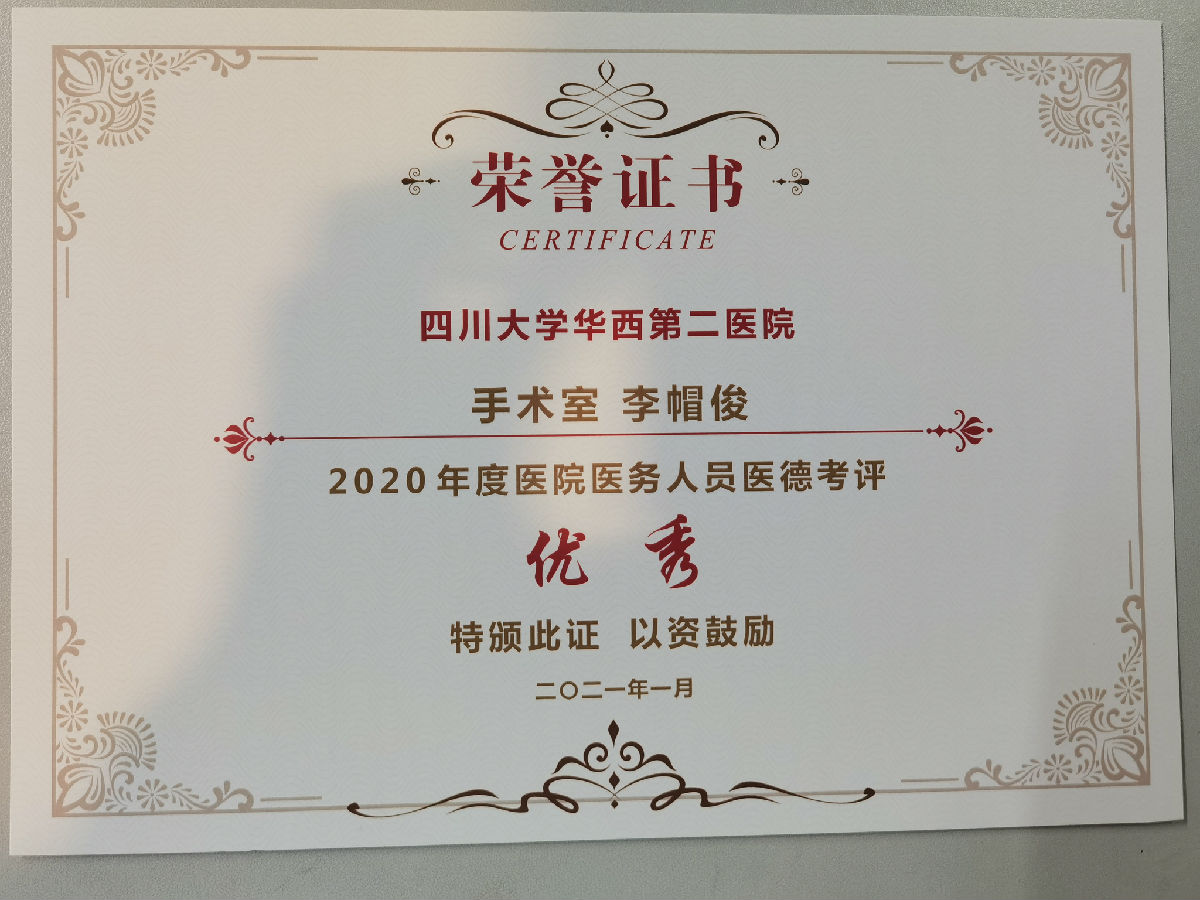 荣誉证书
CERTIFICATE
四川大学华西第二医院
手术室 李帽俊
2020年度医院医务人员医德考评
优 秀
特颁此证 以资鼓励
二〇二一年一月